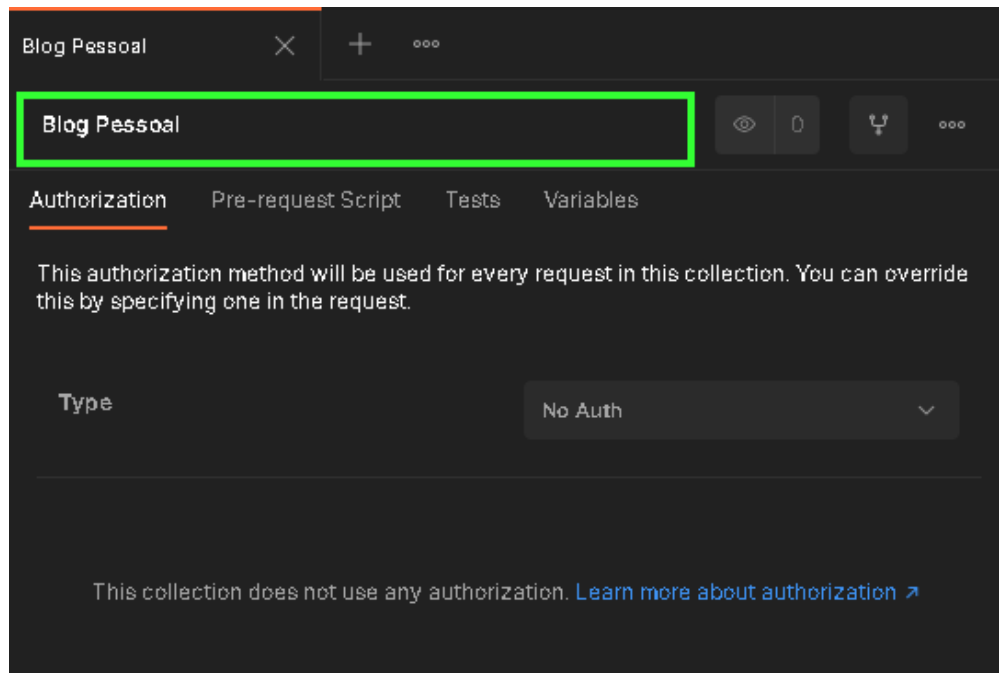 Blog Pessoal
Blog Pessoal
0
Authorization Pre-request Script Tests Variables
This authorization method will be used for every request in this collection. You can override
this by specifying one in the request.
Type
No Auth
This collection does not use any authorization. Learn more about authorization ↗